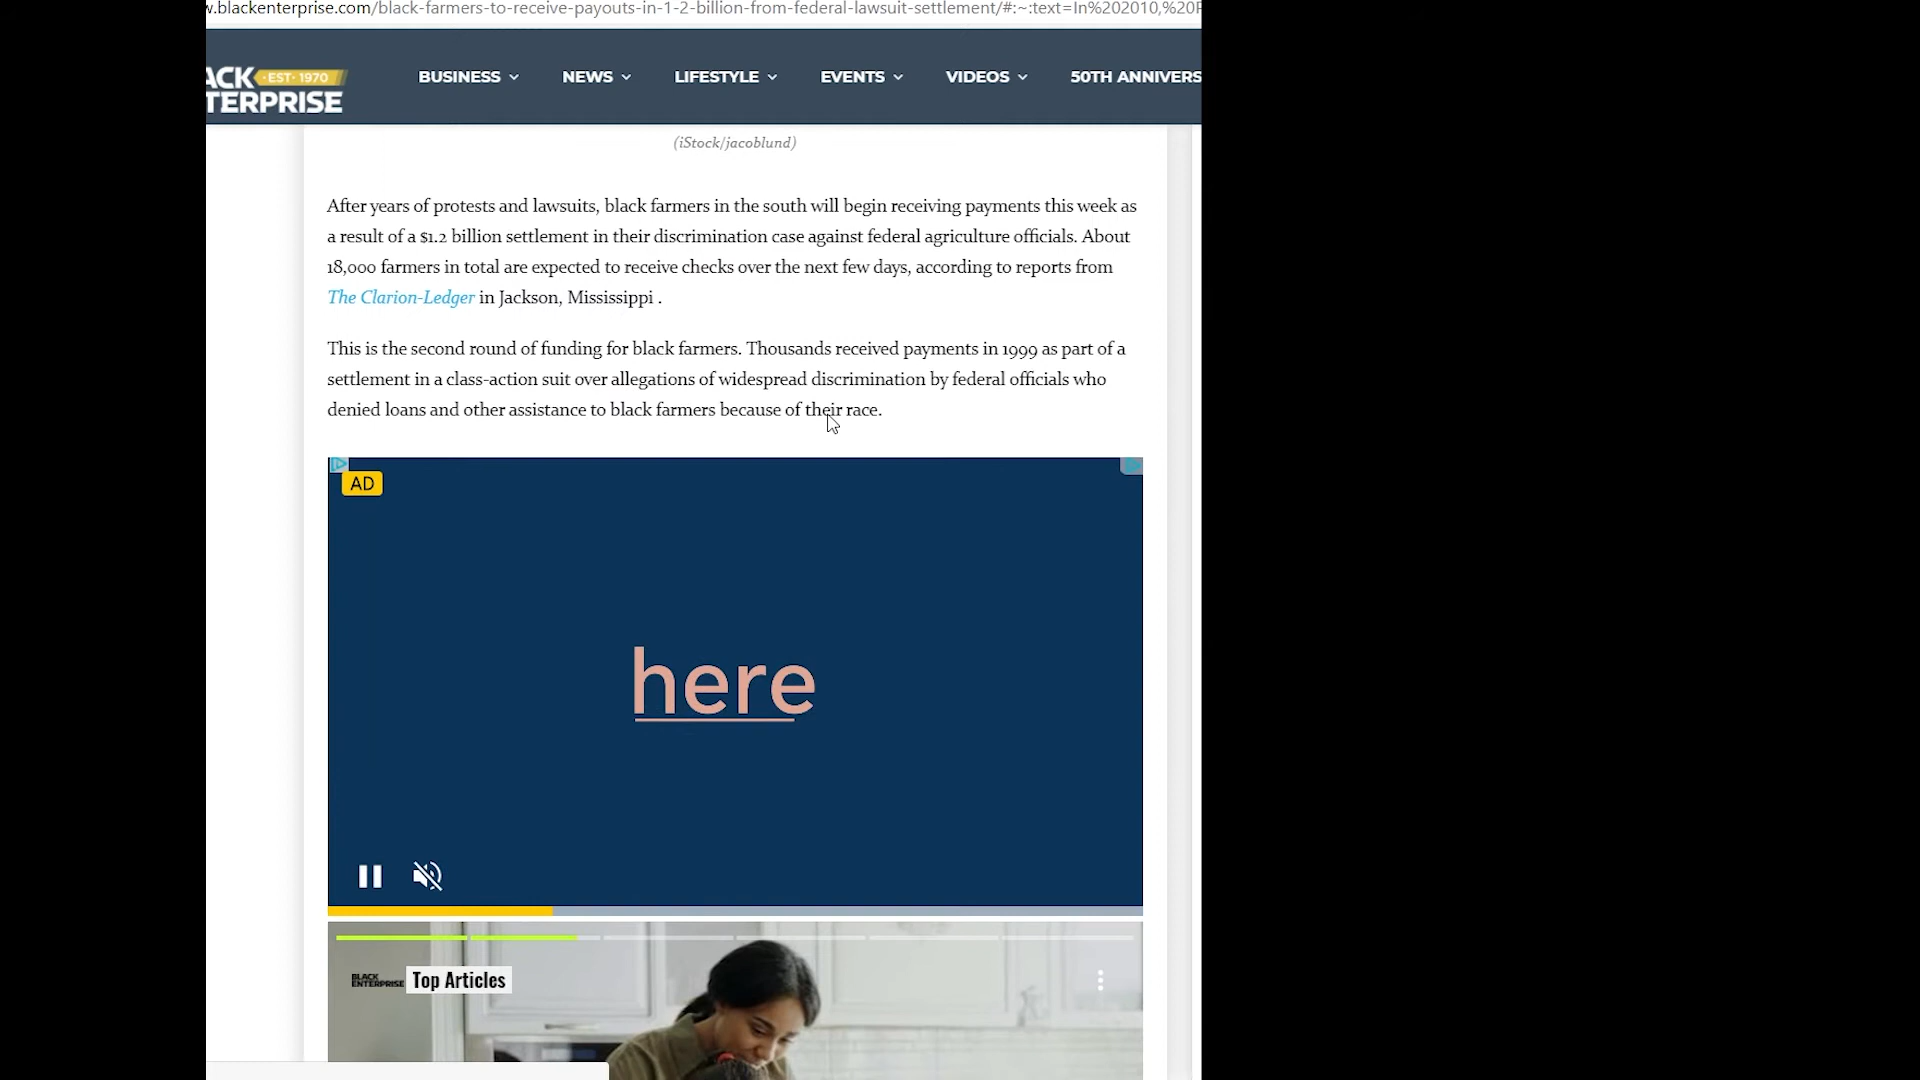 w.blackenterprise.com/black-farmers-to-receive-payouts-in-1-2-billion-from-federal-lawsuit-settlement/#:~:text=In%202010,%20P
ACK EST· 1970
TERPRISE
BUSINESS NEWS LIFESTYLE EVENTS VIDEOS 50TH ANNIVERS
(iStock/jacoblund)
After years of protests and lawsuits, black farmers in the south will begin receiving payments this week as
a result of a $1.2 billion settlement in their discrimination case against federal agriculture officials. About
18,000 farmers in total are expected to receive checks over the next few days, according to reports from
The Clarion-Ledger in Jackson, Mississippi .
This is the second round of funding for black farmers. Thousands received payments in 1999 as part of a
settlement in a class-action suit over allegations of widespread discrimination by federal officials who
denied loans and other assistance to black farmers because of their race.
AD
here
BLACK ENTERPRISE Top Articles